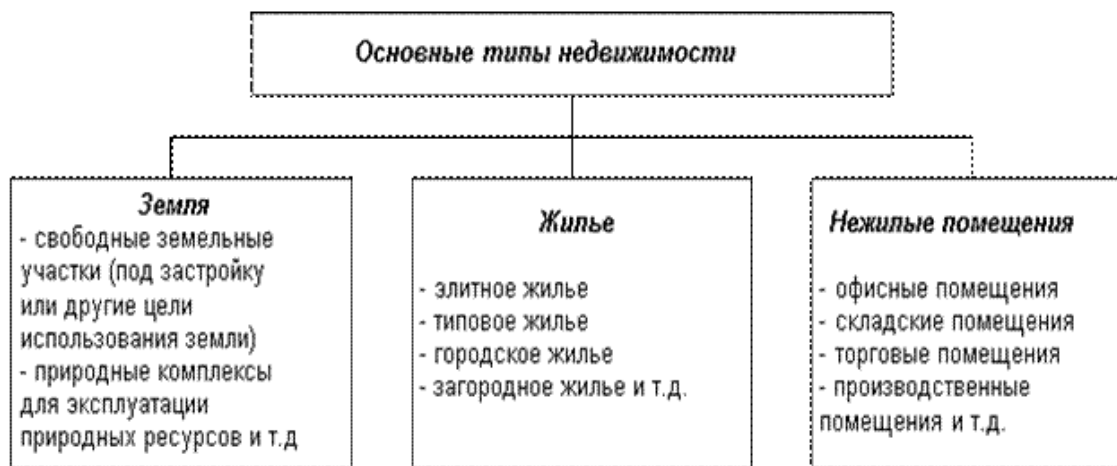 Основные типы недвижимости
Земля
- свободные земельные
участки (под застройку
или другие цели
использования земли)
- природные комплексы
для эксплуатации
природных ресурсов и т.д
Жилье
- элитное жилье
- типовое жилье
- городское жилье
- загородное жилье и т.д.
Нежилые помещения
- офисные помещения
- складские помещения
- торговые помещения
- производственные
помещения и т.д.